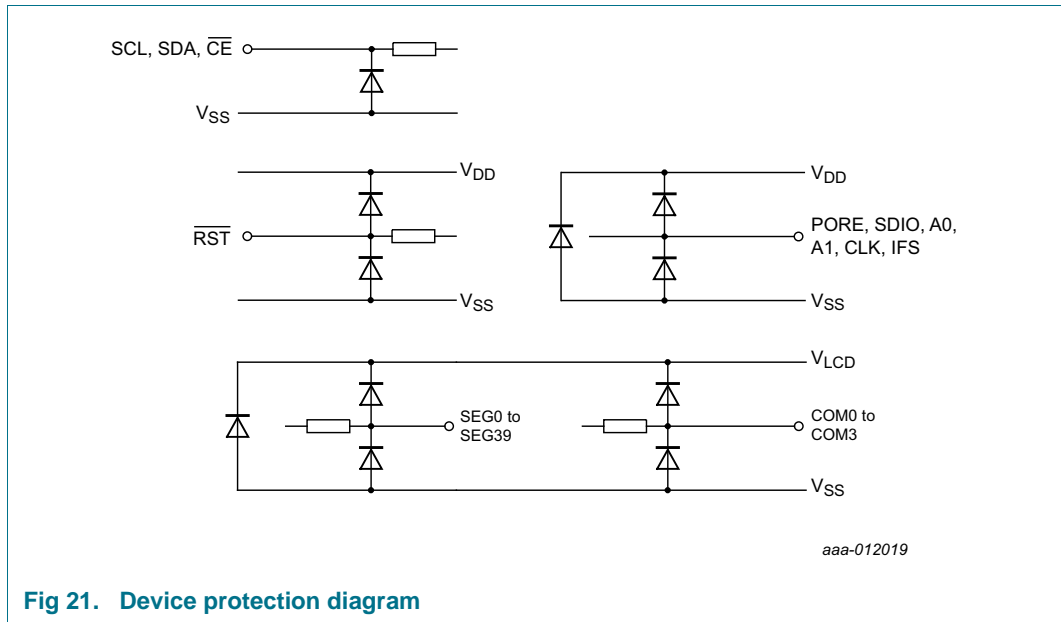 SCL, SDA, CE
VSS
VDD
RST
VSS
VDD
PORE, SDIO, A0,
A1, CLK, IFS
VSS
VLCD
SEG0 to
SEG39
COM0 to
COM3
VSS
aaa-012019
Fig 21. Device protection diagram